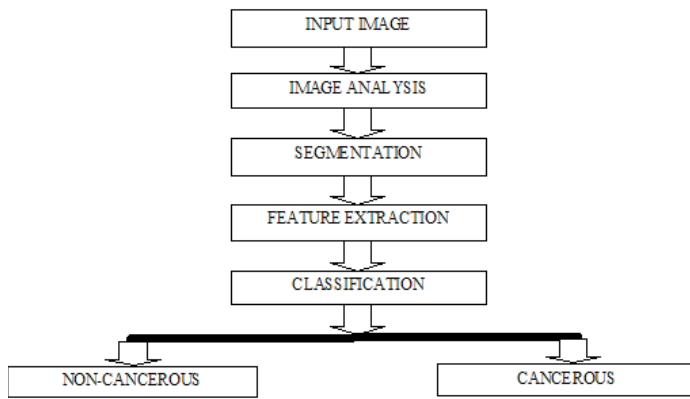 INPUT IMAGE
IMAGE ANALYSIS
SEGMENTATION
FEATURE EXTRACTION
CLASSIFICATION
NON-CANCEROUS
CANCEROUS